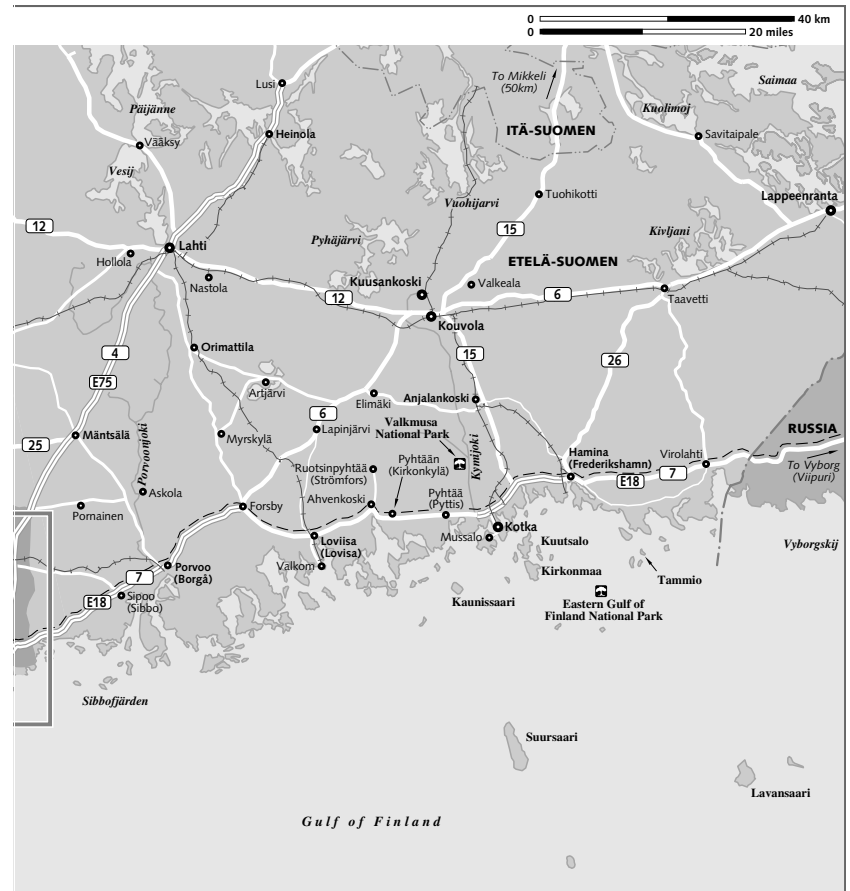 0 40 km
0 20 miles
To Mikkeli
(50km)
Saimaa
Lusi
Päijänne
Kuolimoj
ITÄ-SUOMEN
Heinola
Savitaipale
Vääksy
Vesij
Tuohikotti
Lappeenranta
Vuohijarvi
12
15
Kivljani
Pyhäjärvi
Lahti
Hollola
ETELÄ-SUOMEN
Nastola
Kuusankoski
Valkeala
12
6
Taavetti
Kouvola
Orimattila
4
15
26
E75
Artjärvi
Elimäki
Anjalankoski
6
Valkmusa
National Park
Lapinjärvi
RUSSIA
25
Mäntsälä
Myrskylä
Porvoonjoki
Kymijoki
Pyhtään
(Kirkonkylä)
Hamina
(Frederikshamn)
Virolahti
To Vyborg
(Viipuri)
Ruotsinpyhtää
(Strömfors)
7
E18
Askola
Ahvenkoski
Pyhtää
(Pyttis)
Pornainen
Forsby
Kotka
Loviisa
(Lovisa)
Mussalo
Kuutsalo
Vyborgskij
Valkom
Porvoo
(Borgå)
Kirkonmaa
Tammio
7
E18
Sipoo
(Sibbo)
Kaunissaari
Eastern Gulf of
Finland National Park
Sibbofjärden
Suursaari
Lavansaari
Gulf of Finland